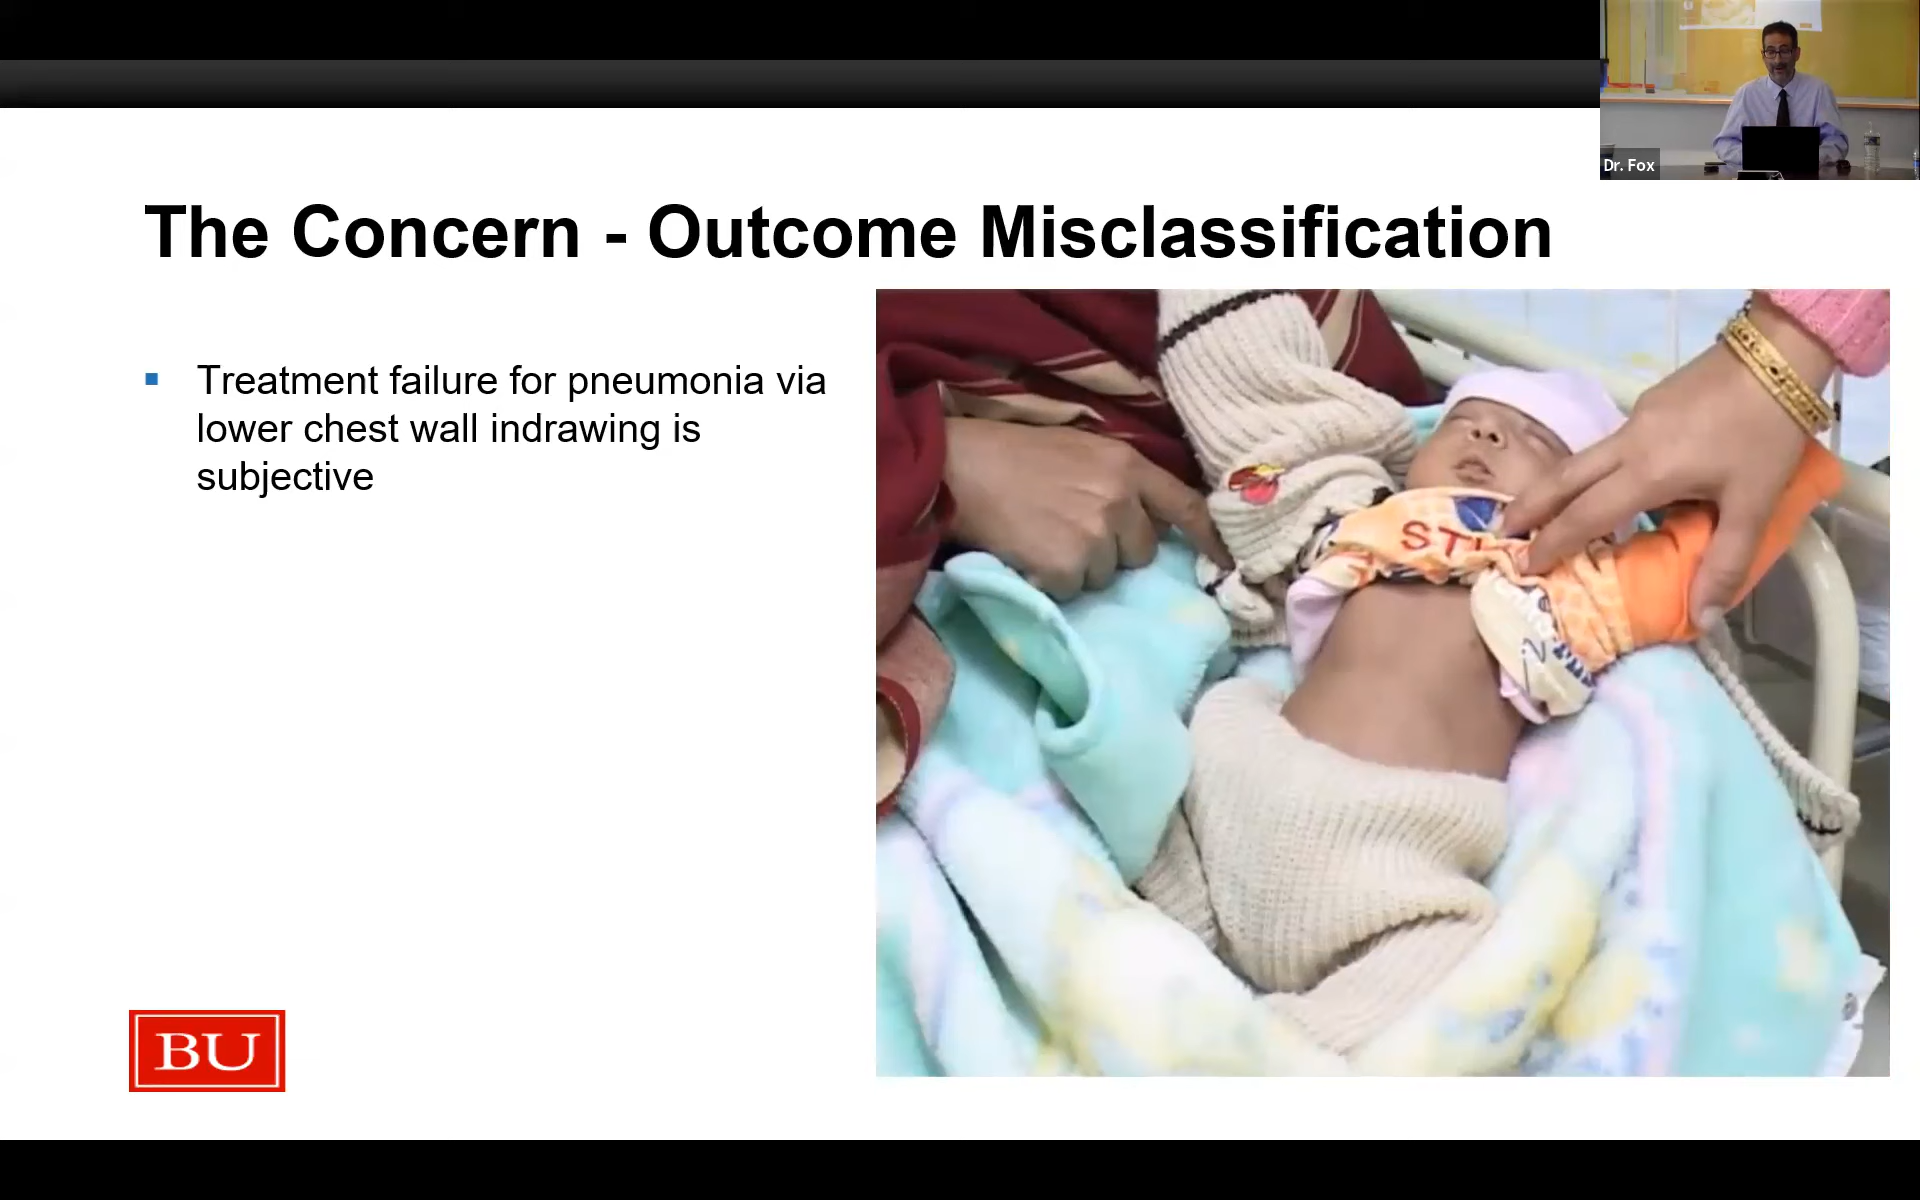 Dr. Fox
The Concern - Outcome Misclassification
Treatment failure for pneumonia via
lower chest wall indrawing is
subjective
BU